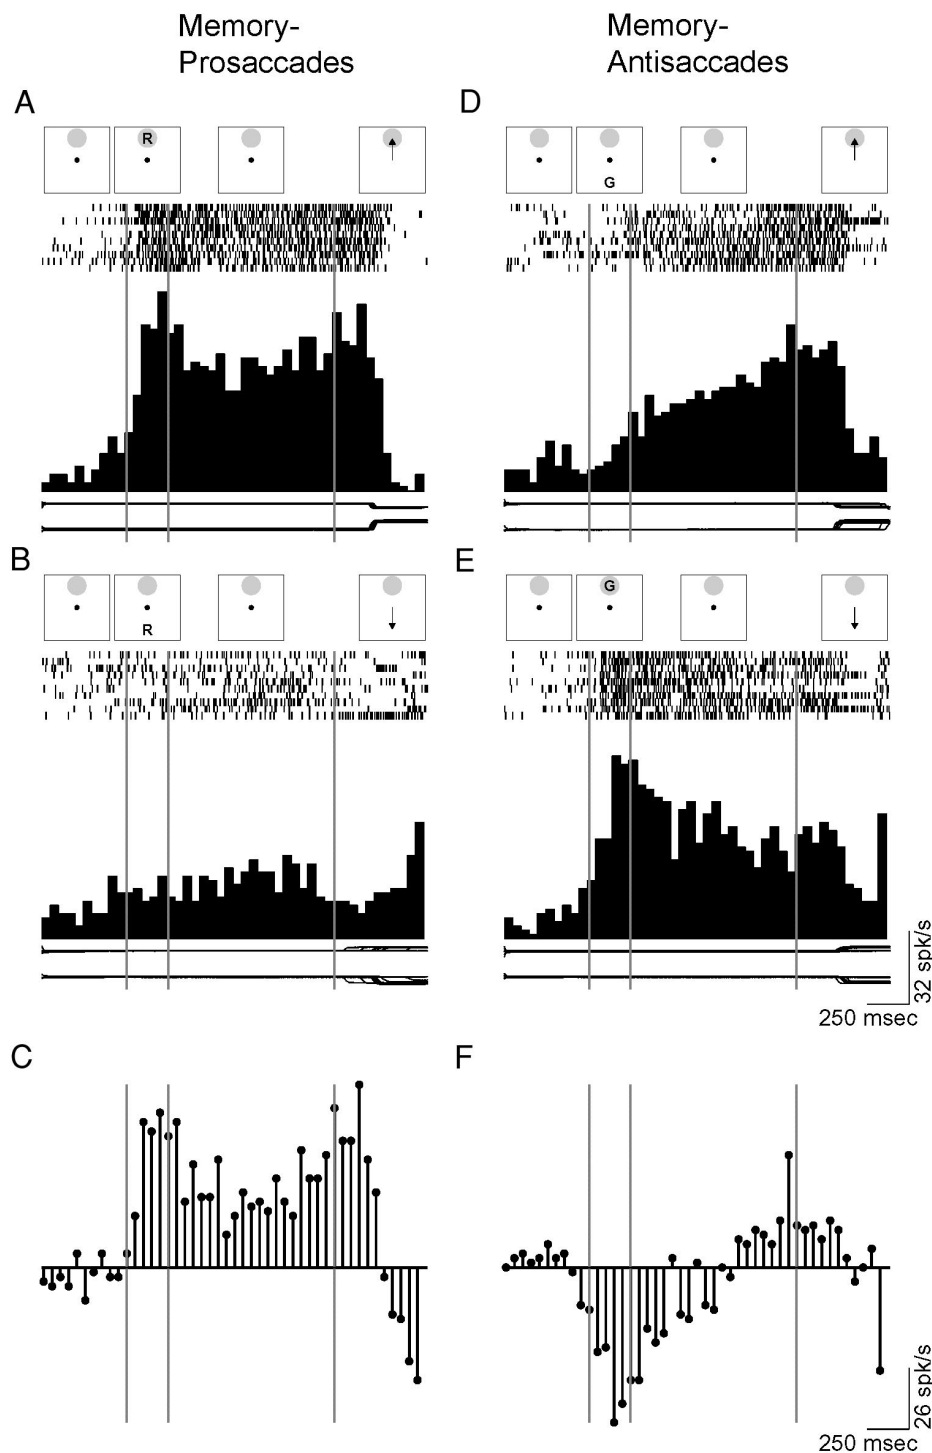 Memory-
Prosaccades
Memory-
Antisaccades
A
D
R
G
B
E
R
G
32 spk/s
250 msec
C
F
26 spk/s
250 msec